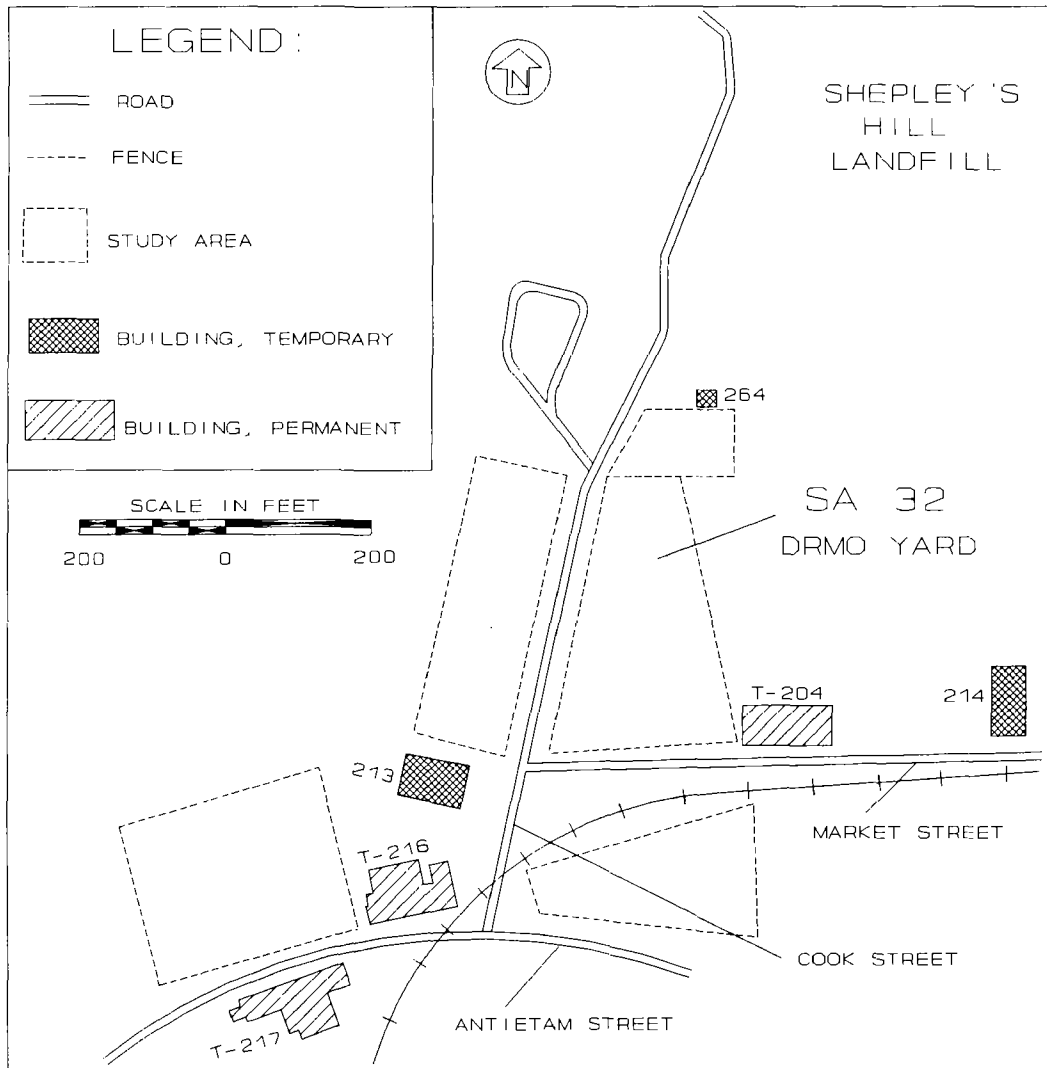 LEGEND:
ROAD
FENCE
STUDY AREA
BUILDING, TEMPORARY
BUILDING, PERMANENT
N
SHEPLEY'S
HILL
LANDFILL
264
SCALE IN FEET
200 0 200
SA 32
DRMO YARD
T-204
214
213
MARKET STREET
T-216
COOK STREET
ANTIETAM STREET
T-217